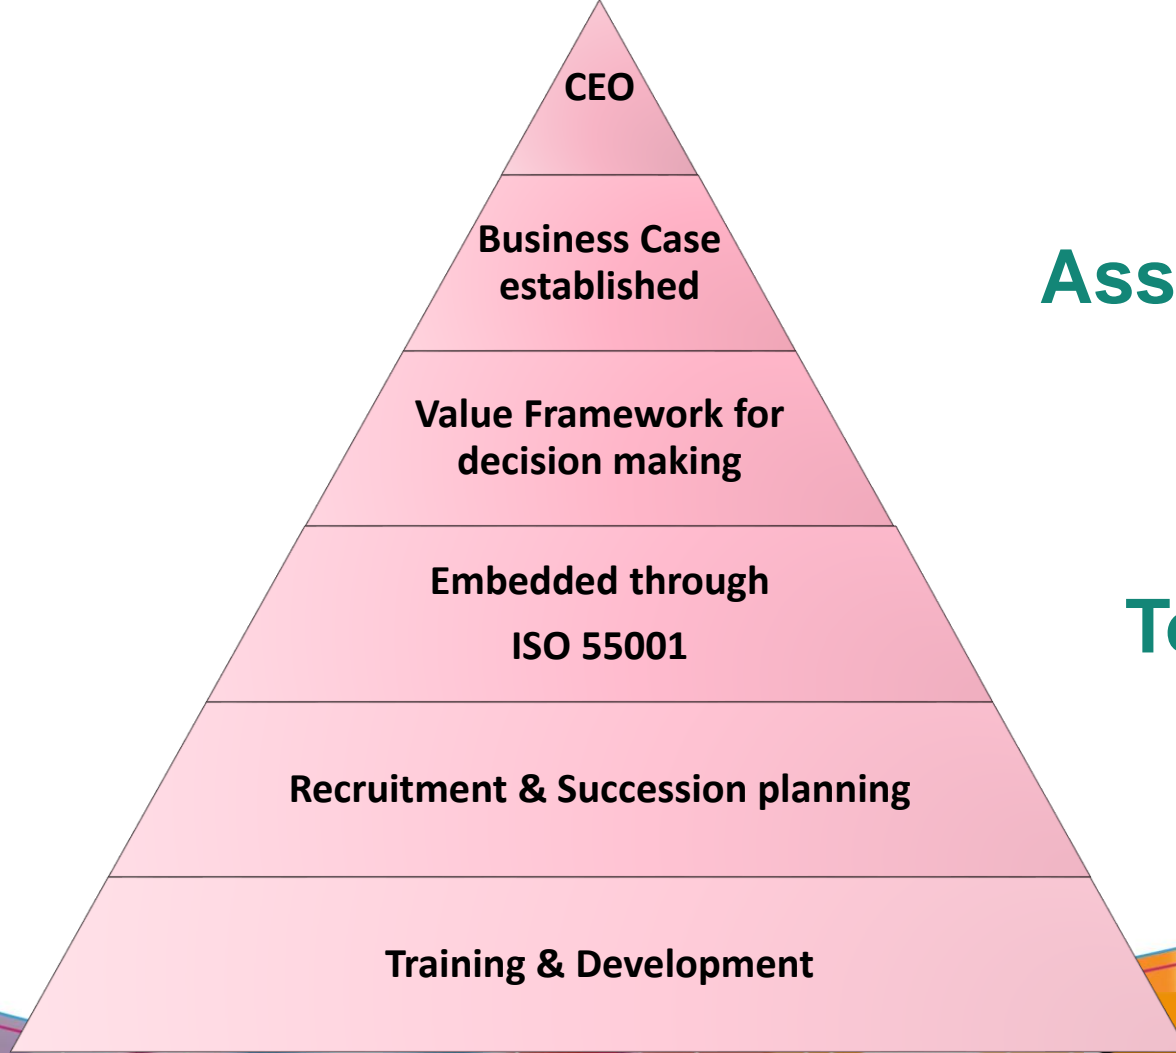 CEO
Business Case
established
Ass
Value Framework for
decision making
Embedded through
ISO 55001
Recruitment & Succession planning
Training & Development